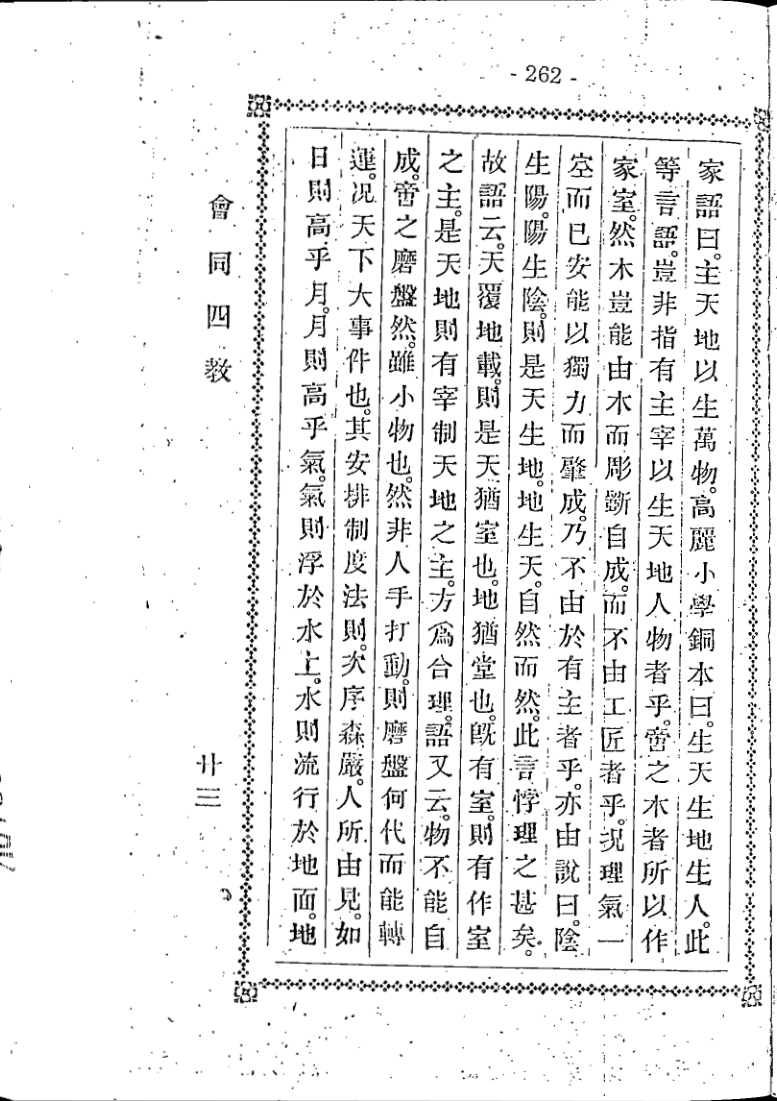 - 262 -
家語曰。主天地以生萬物。高麗小學銅本曰。生天生地生人。此
等言語。豈非指有主宰以生天地人物者乎。啻之木者所以作
家室。然木豈能由木而彫斵自成。而不由工匠者乎。況理氣一
空而已安能以獨力而肇成。乃不由於有主者乎。亦由說曰。陰
生陽。陽生陰。則是天生地。地生天。自然而然。此言悖理之甚矣。
故語云。天覆地載。則是天猶室也。地猶堂也。旣有室。則有作室
之主。是天地則有宰制天地之主。方爲合理。語又云。物不能自
成。啻之磨盤然。雖小物也。然非人手打動。則磨盤何代而能轉
運。况天下大事件也。其安排制度法則。次序森嚴。人所由見。如
日則高乎月。月則高乎氣。氣則浮於水上。水則流行於地面。地
會同四教
廿三